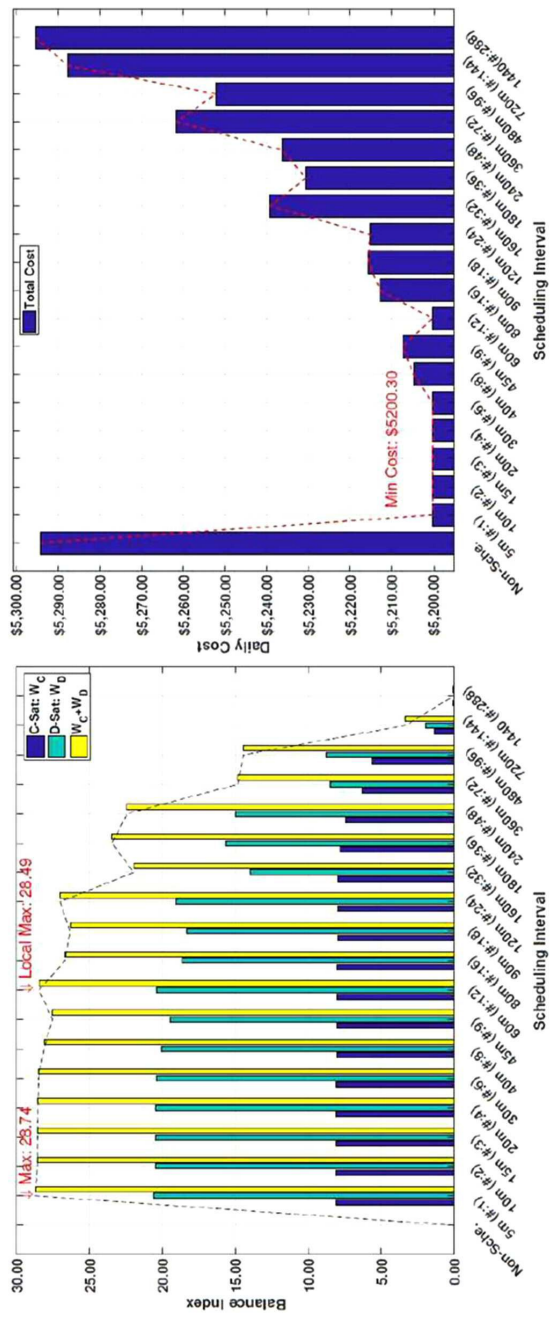 30.00
25.00
20.00
15.00
10.00
5.00
0.00
Balance Index
↓ Max: 28.74
↓ Local Max: 28.49
C-Sat: W_C
D-Sat: W_D
W_C+W_D
Non-Sche.
5m (#:1)
10m (#:2)
15m (#:3)
20m (#:4)
30m (#:6)
40m (#:8)
45m (#:9)
60m (#:12)
80m (#:16)
90m (#:18)
120m (#:24)
160m (#:32)
180m (#:36)
240m (#:48)
360m (#:72)
480m (#:96)
720m (#:144)
1440 (#:288)
Scheduling Interval
$5,300.00
$5,290.00
$5,280.00
$5,270.00
$5,260.00
$5,250.00
$5,240.00
$5,230.00
$5,220.00
$5,210.00
$5,200.00
Daily Cost
Total Cost
Min Cost: $5200.30
Non-Sche.
5m (#:1)
10m (#:2)
15m (#:3)
20m (#:4)
30m (#:6)
40m (#:8)
45m (#:9)
60m (#:12)
80m (#:16)
90m (#:18)
120m (#:24)
160m (#:32)
180m (#:36)
240m (#:48)
360m (#:72)
480m (#:96)
720m (#:144)
1440(#:288)
Scheduling Interval